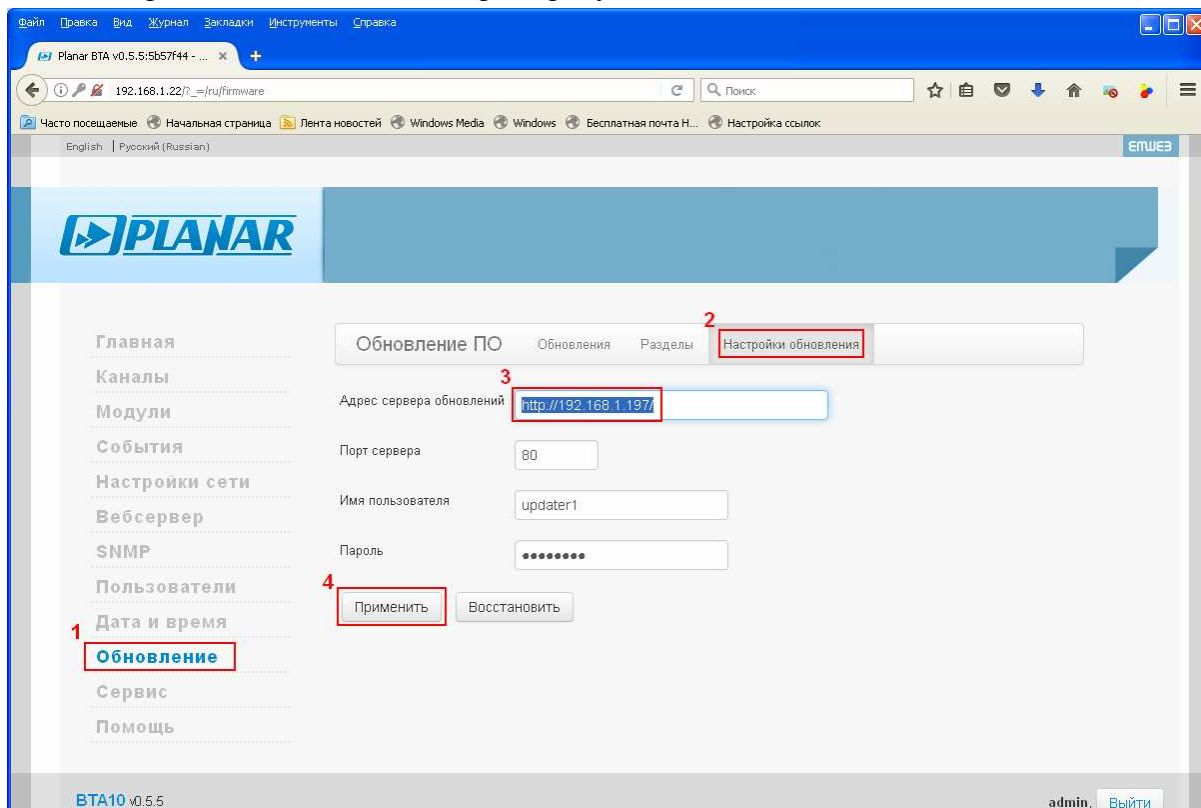 Файл Правка Вид Журнал Закладки Инструменты Справка
Planar BTA v0.5.5:5b57f44 - ... × +
192.168.1.22/?_=/ru/firmware
Поиск
Часто посещаемые Начальная страница Лента новостей Windows Media Windows Бесплатная почта H... Настройка ссылок
English | Русский (Russian)
EMWE3
PLANAR
Главная
Каналы
Модули
События
Настройки сети
Вебсервер
SNMP
Пользователи
Дата и время
1
Обновление
Сервис
Помощь
2
Обновление ПО Обновления Разделы Настройки обновления
3
Адрес сервера обновлений http://192.168.1.197/
Порт сервера 80
Имя пользователя updater1
Пароль ●●●●●●●●
4
Применить Восстановить
BTA10 v0.5.5
admin, Выйти